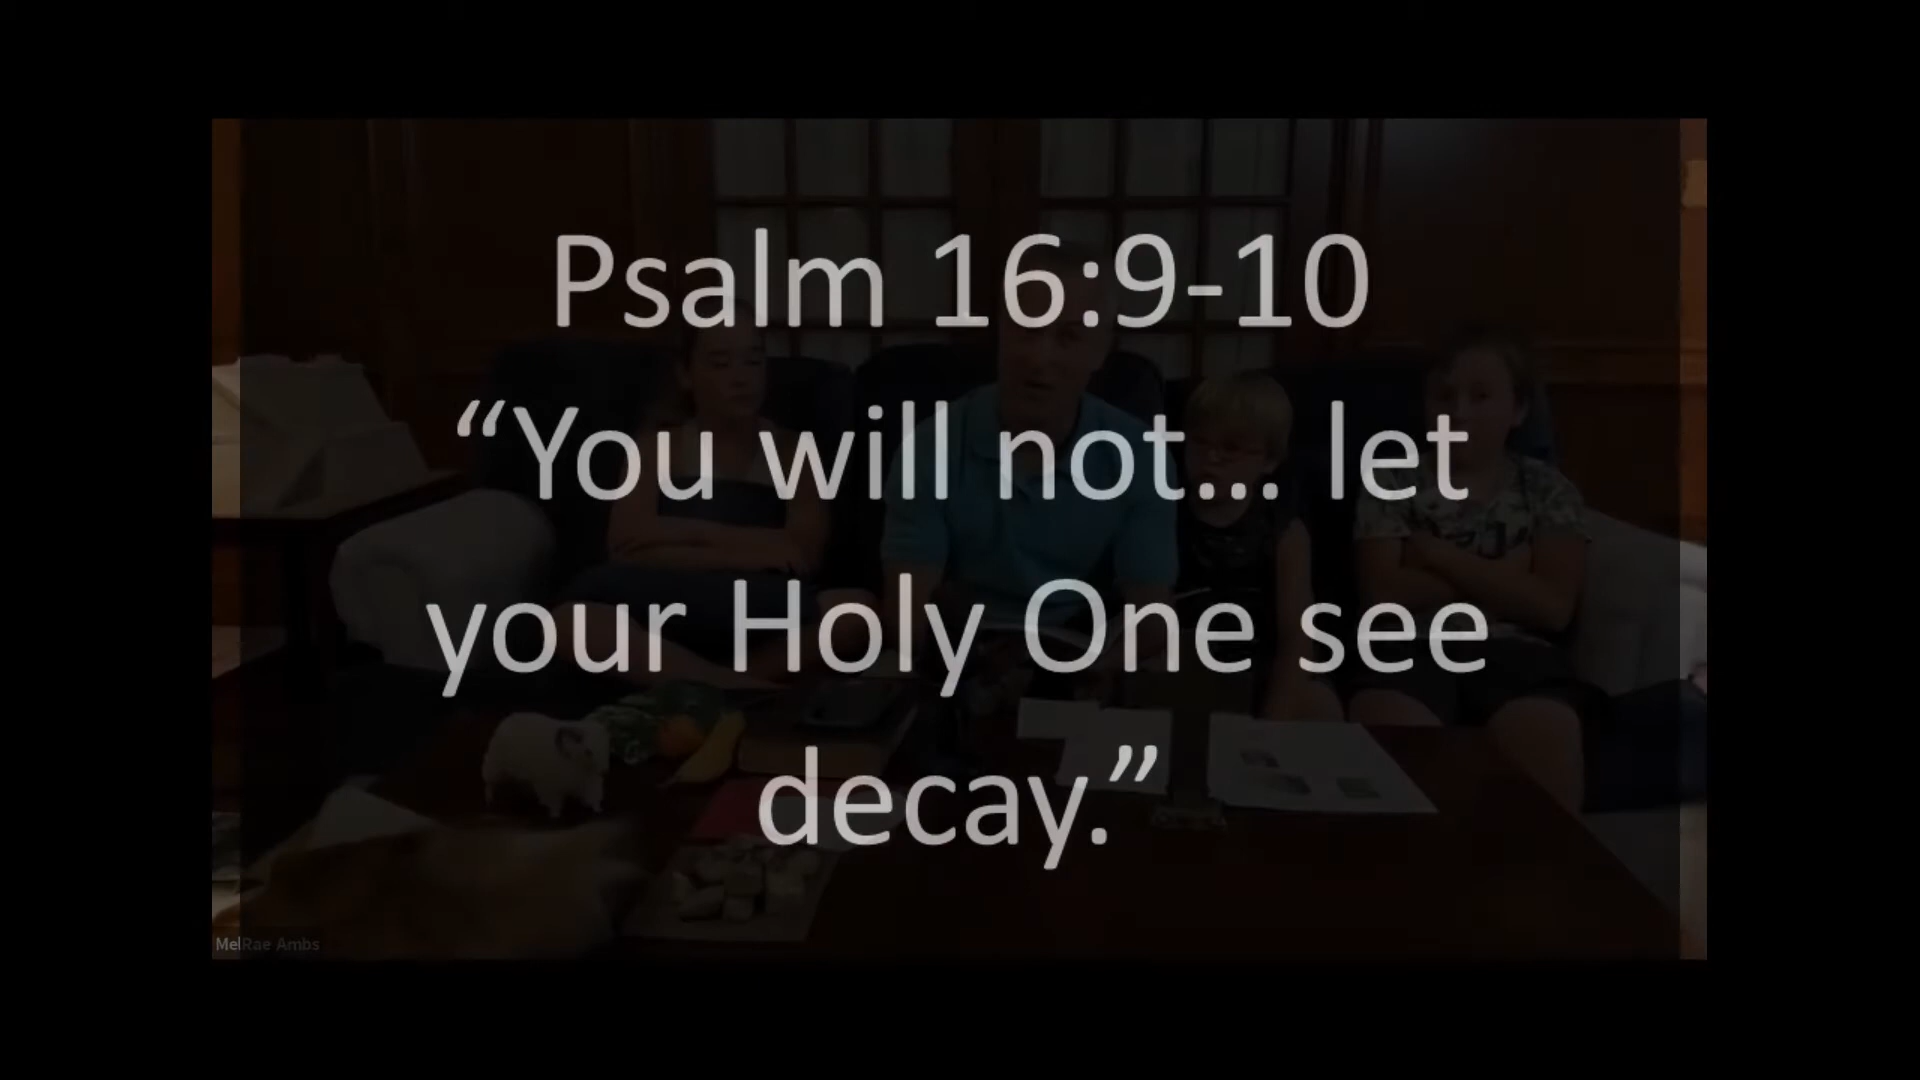 Psalm 16:9-10
“You will not... let
your Holy One see
decay.”
MelRae Ambs